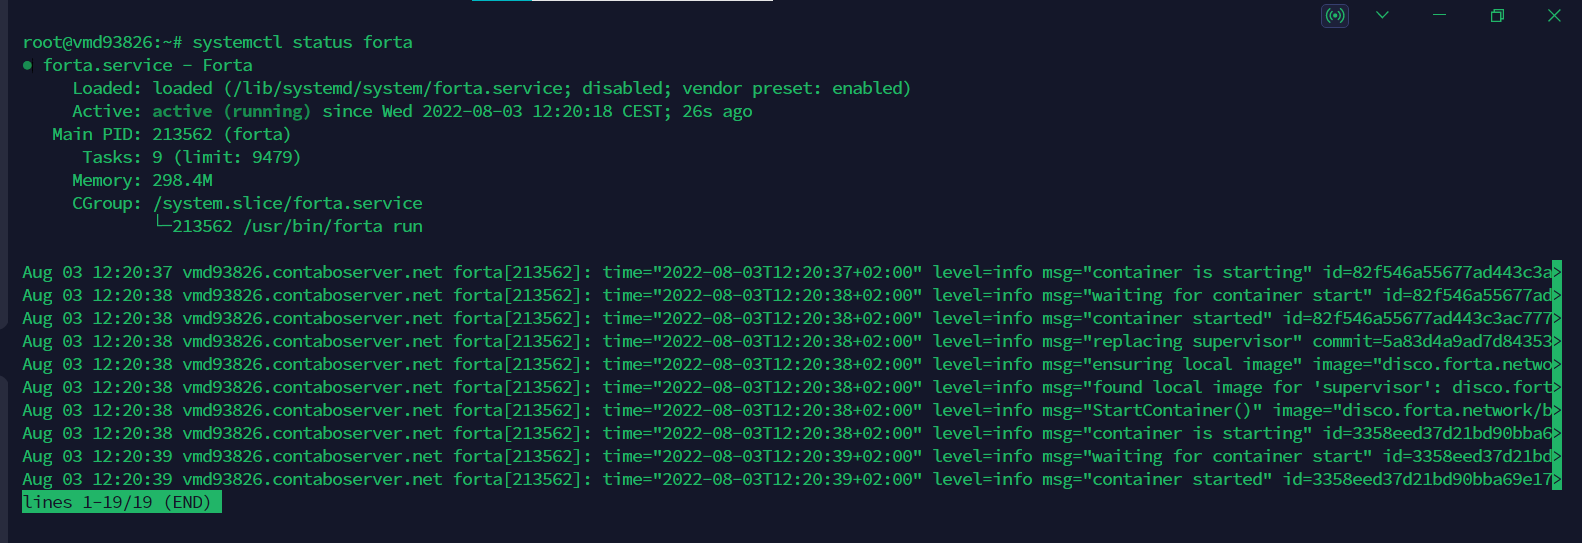 root@vmd93826:~# systemctl status forta
● forta.service - Forta
Loaded: loaded (/lib/systemd/system/forta.service; disabled; vendor preset: enabled)
Active: active (running) since Wed 2022-08-03 12:20:18 CEST; 26s ago
Main PID: 213562 (forta)
Tasks: 9 (limit: 9479)
Memory: 298.4M
CGroup: /system.slice/forta.service
└─213562 /usr/bin/forta run
Aug 03 12:20:37 vmd93826.contaboserver.net forta[213562]: time="2022-08-03T12:20:37+02:00" level=info msg="container is starting" id=82f546a55677ad443c3a>
Aug 03 12:20:38 vmd93826.contaboserver.net forta[213562]: time="2022-08-03T12:20:38+02:00" level=info msg="waiting for container start" id=82f546a55677ad>
Aug 03 12:20:38 vmd93826.contaboserver.net forta[213562]: time="2022-08-03T12:20:38+02:00" level=info msg="container started" id=82f546a55677ad443c3ac777>
Aug 03 12:20:38 vmd93826.contaboserver.net forta[213562]: time="2022-08-03T12:20:38+02:00" level=info msg="replacing supervisor" commit=5a83d4a9ad7d84353>
Aug 03 12:20:38 vmd93826.contaboserver.net forta[213562]: time="2022-08-03T12:20:38+02:00" level=info msg="ensuring local image" image="disco.forta.netwo>
Aug 03 12:20:38 vmd93826.contaboserver.net forta[213562]: time="2022-08-03T12:20:38+02:00" level=info msg="found local image for 'supervisor': disco.fort>
Aug 03 12:20:38 vmd93826.contaboserver.net forta[213562]: time="2022-08-03T12:20:38+02:00" level=info msg="StartContainer()" image="disco.forta.network/b>
Aug 03 12:20:38 vmd93826.contaboserver.net forta[213562]: time="2022-08-03T12:20:38+02:00" level=info msg="container is starting" id=3358eed37d21bd90bba6>
Aug 03 12:20:39 vmd93826.contaboserver.net forta[213562]: time="2022-08-03T12:20:39+02:00" level=info msg="waiting for container start" id=3358eed37d21bd>
Aug 03 12:20:39 vmd93826.contaboserver.net forta[213562]: time="2022-08-03T12:20:39+02:00" level=info msg="container started" id=3358eed37d21bd90bba69e17>
lines 1-19/19 (END)